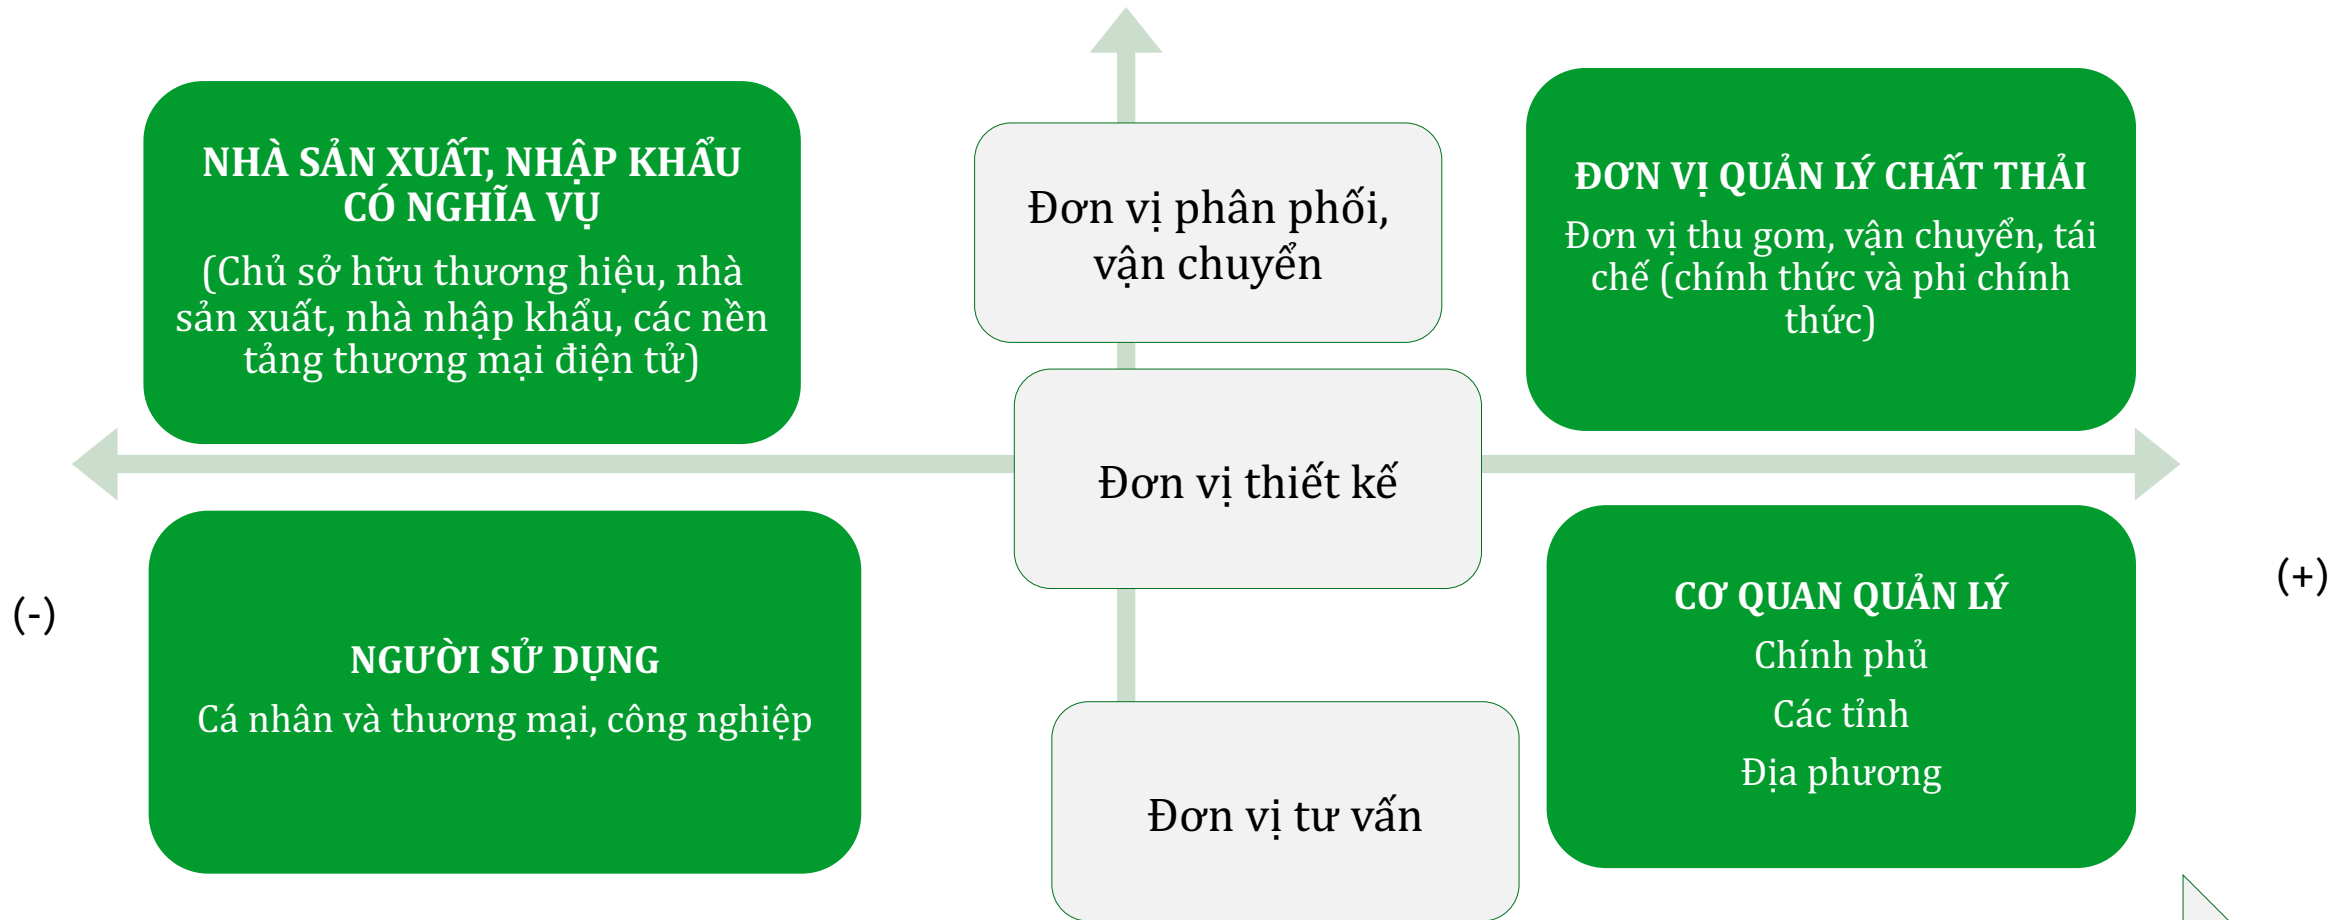 NHÀ SẢN XUẤT, NHẬP KHẨU
CÓ NGHĨA VỤ
(Chủ sở hữu thương hiệu, nhà
sản xuất, nhà nhập khẩu, các nền
tảng thương mại điện tử)
Đơn vị phân phối,
vận chuyển
ĐƠN VỊ QUẢN LÝ CHẤT THẢI
Đơn vị thu gom, vận chuyển, tái
chế (chính thức và phi chính
thức)
Đơn vị thiết kế
(-)
NGƯỜI SỬ DỤNG
Cá nhân và thương mại, công nghiệp
Đơn vị tư vấn
CƠ QUAN QUẢN LÝ
Chính phủ
Các tỉnh
Địa phương
(+)